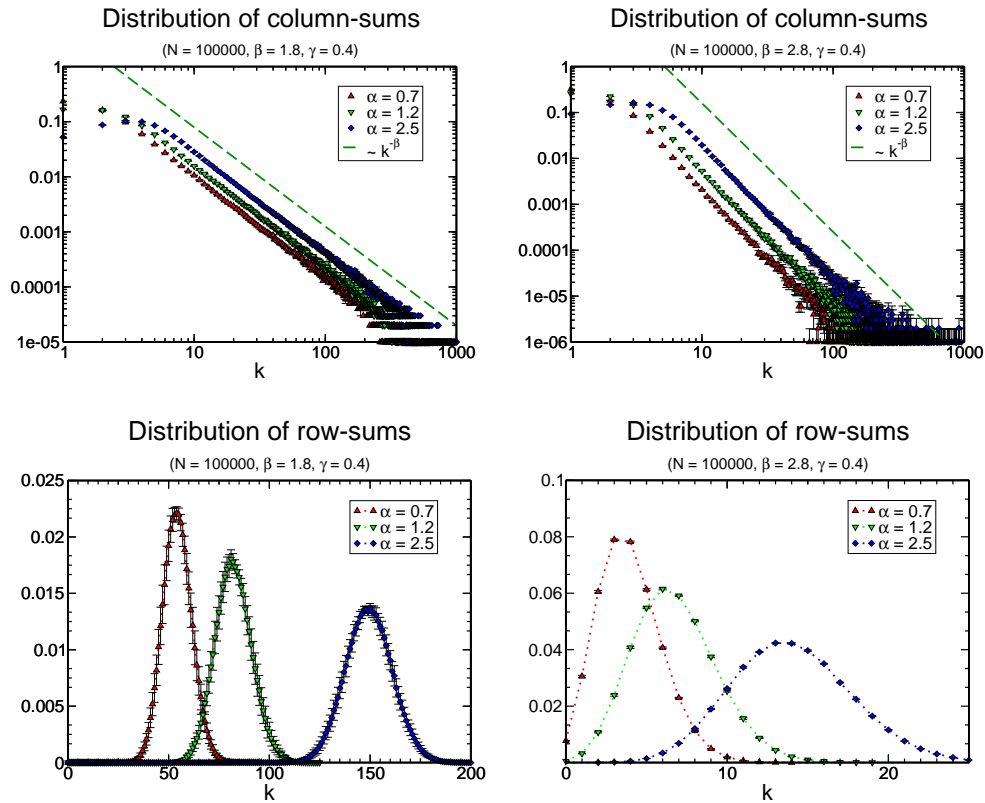 Distribution of column-sums
(N = 100000, β = 1.8, γ = 0.4)
1
0.1
0.01
0.001
0.0001
1e-05
1 10 100 1000
k
α = 0.7
α = 1.2
α = 2.5
~ k^-β
Distribution of column-sums
(N = 100000, β = 2.8, γ = 0.4)
1
0.1
0.01
0.001
0.0001
1e-05
1e-06
1 10 100 1000
k
α = 0.7
α = 1.2
α = 2.5
~ k^-β
Distribution of row-sums
(N = 100000, β = 1.8, γ = 0.4)
0.025
0.02
0.015
0.01
0.005
0
0 50 100 150 200
k
α = 0.7
α = 1.2
α = 2.5
Distribution of row-sums
(N = 100000, β = 2.8, γ = 0.4)
0.1
0.08
0.06
0.04
0.02
0 10 20
k
α = 0.7
α = 1.2
α = 2.5